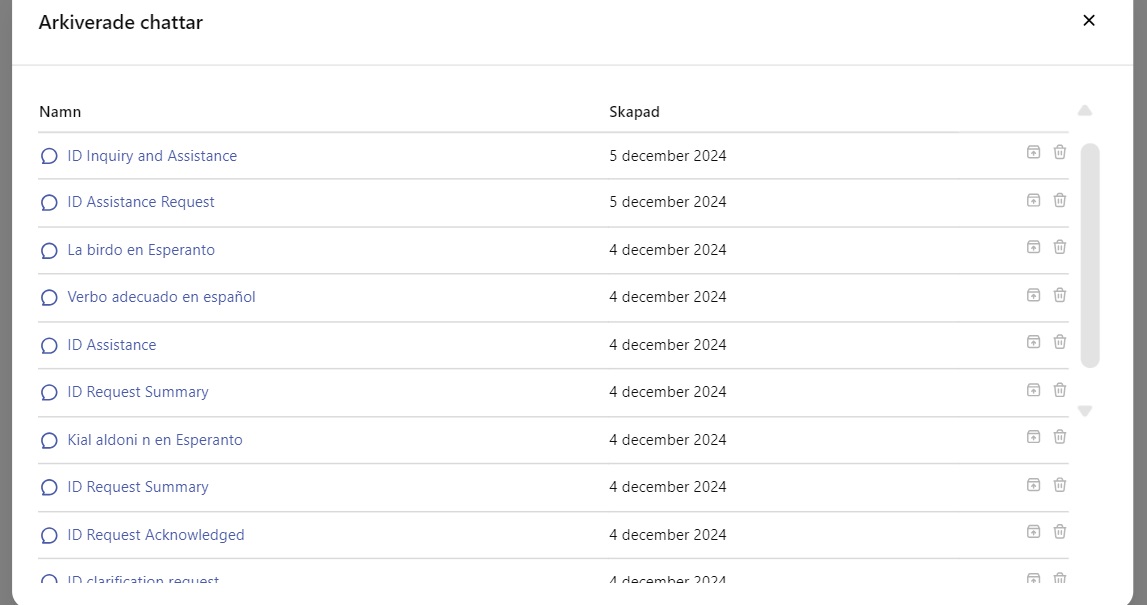 Arkiverade chattar
Namn Skapad
ID Inquiry and Assistance 5 december 2024
ID Assistance Request 5 december 2024
La birdo en Esperanto 4 december 2024
Verbo adecuado en español 4 december 2024
ID Assistance 4 december 2024
ID Request Summary 4 december 2024
Kial aldoni n en Esperanto 4 december 2024
ID Request Summary 4 december 2024
ID Request Acknowledged 4 december 2024
ID clarification request 4 december 2024